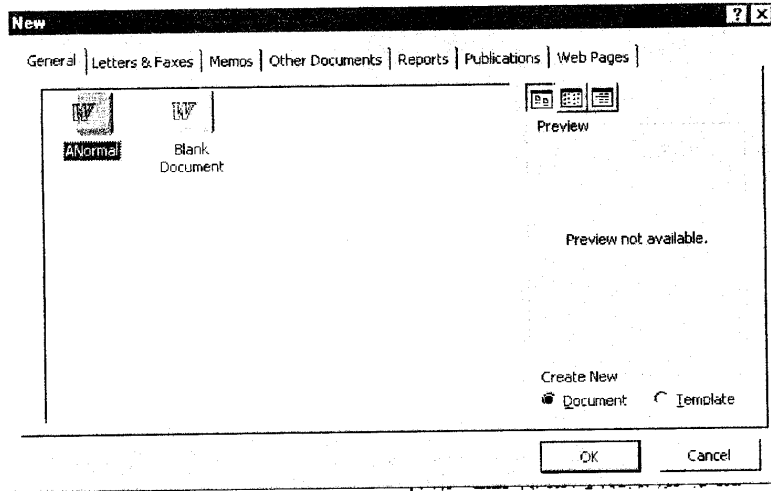 New
General Letters & Faxes Memos Other Documents Reports Publications Web Pages
ANormal
Blank
Document
Preview
Preview not available.
Create New
Document Template
OK Cancel